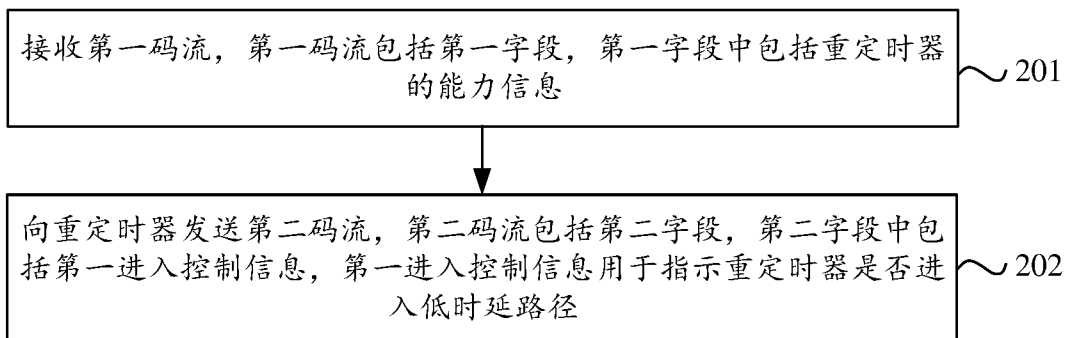 接收第一码流，第一码流包括第一字段，第一字段中包括重定时器
的能力信息
201
向重定时器发送第二码流，第二码流包括第二字段，第二字段中包
括第一进入控制信息，第一进入控制信息用于指示重定时器是否进
入低时延路径
202